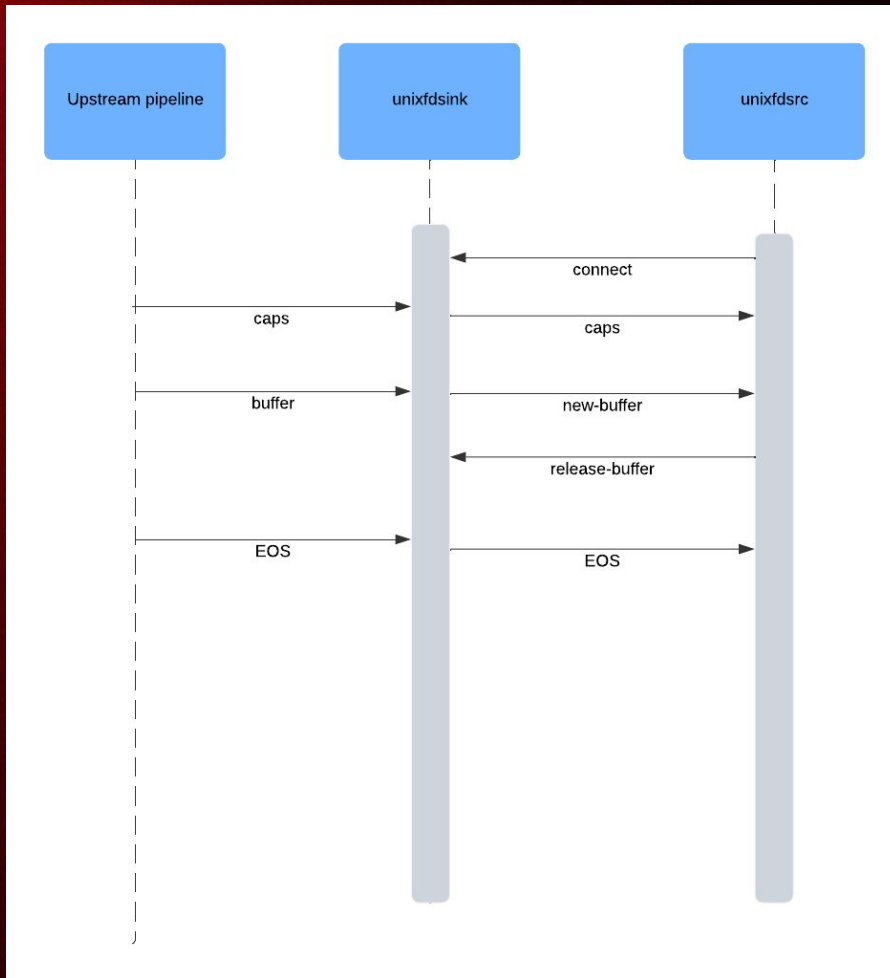 Upstream pipeline
unixfdsink
unixfdsrc
connect
caps
caps
buffer
new-buffer
release-buffer
EOS
EOS